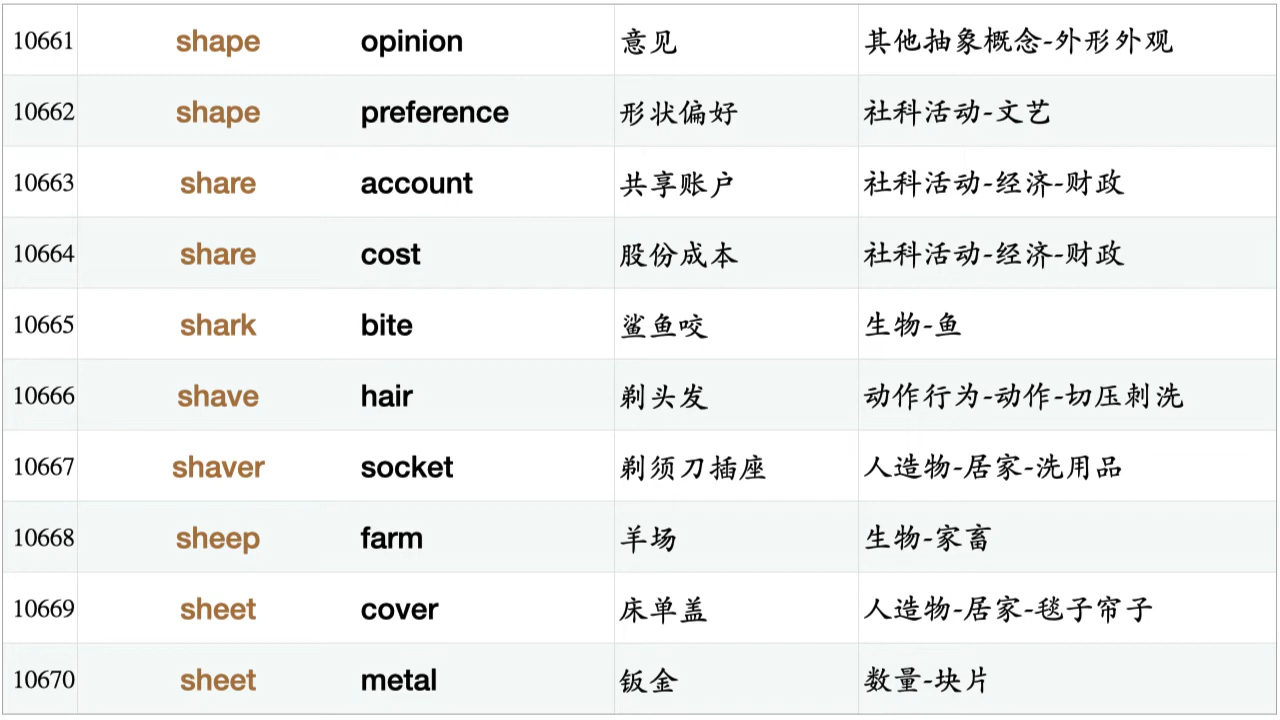 10661 shape opinion 意见 其他抽象概念-外形外观
10662 shape preference 形状偏好 社科活动-文艺
10663 share account 共享账户 社科活动-经济-财政
10664 share cost 股份成本 社科活动-经济-财政
10665 shark bite 鲨鱼咬 生物-鱼
10666 shave hair 剃头发 动作行为-动作-切压刺洗
10667 shaver socket 剃须刀插座 人造物-居家-洗用品
10668 sheep farm 羊场 生物-家畜
10669 sheet cover 床单盖 人造物-居家-毯子帘子
10670 sheet metal 钣金 数量-块片